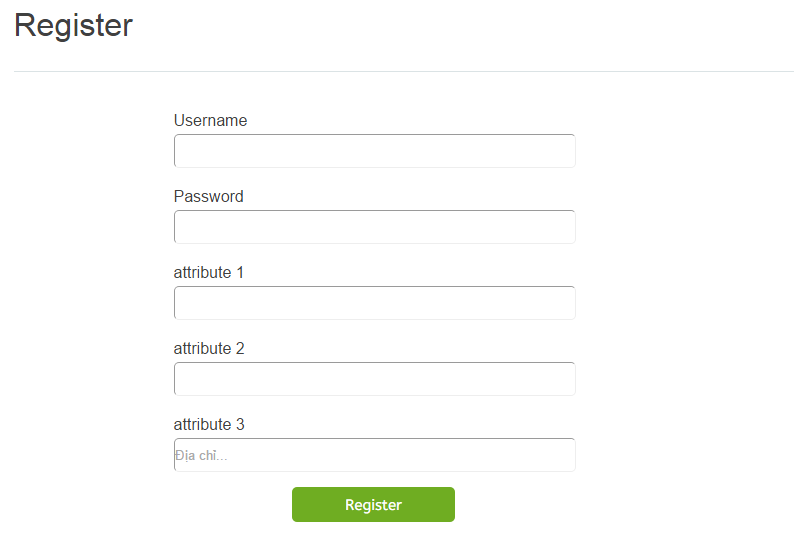 Register
Username
Password
attribute 1
attribute 2
attribute 3
Địa chỉ...
Register